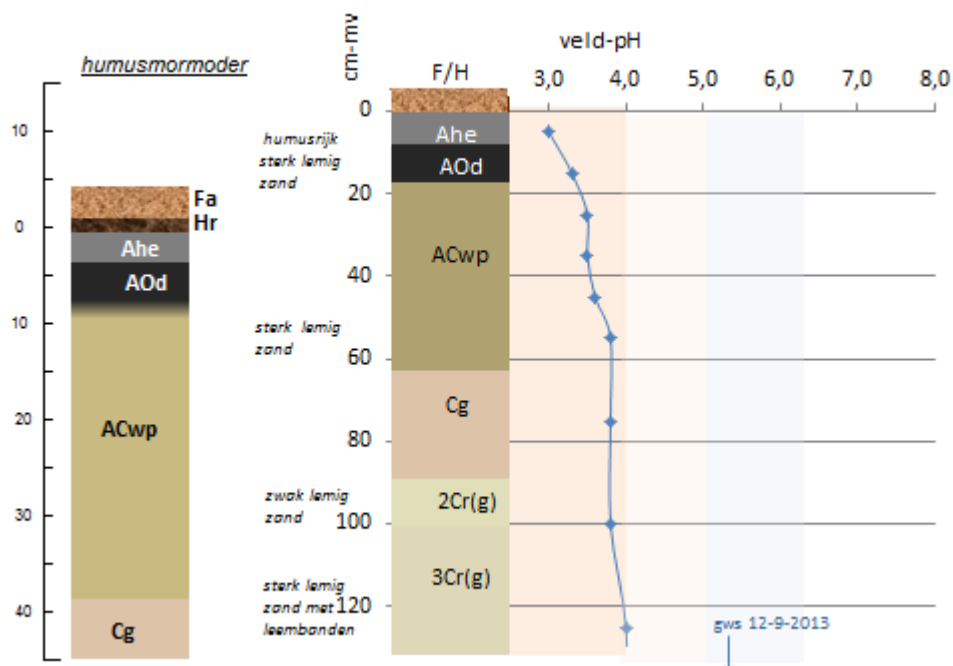 humusmormoder
10
0
10
20
30
40
Fa
Hr
Ahe
AOd
ACwp
Cg
humusrijk
sterk lemig
zand
sterk lemig
zand
zwak lemig
zand
sterk lemig
zand met
leembanden
cm-mv
0
20
40
60
80
100
120
F/H
Ahe
AOd
ACwp
Cg
2Cr(g)
3Cr(g)
veld-pH
3,0 4,0 5,0 6,0 7,0 8,0
gws 12-9-2013